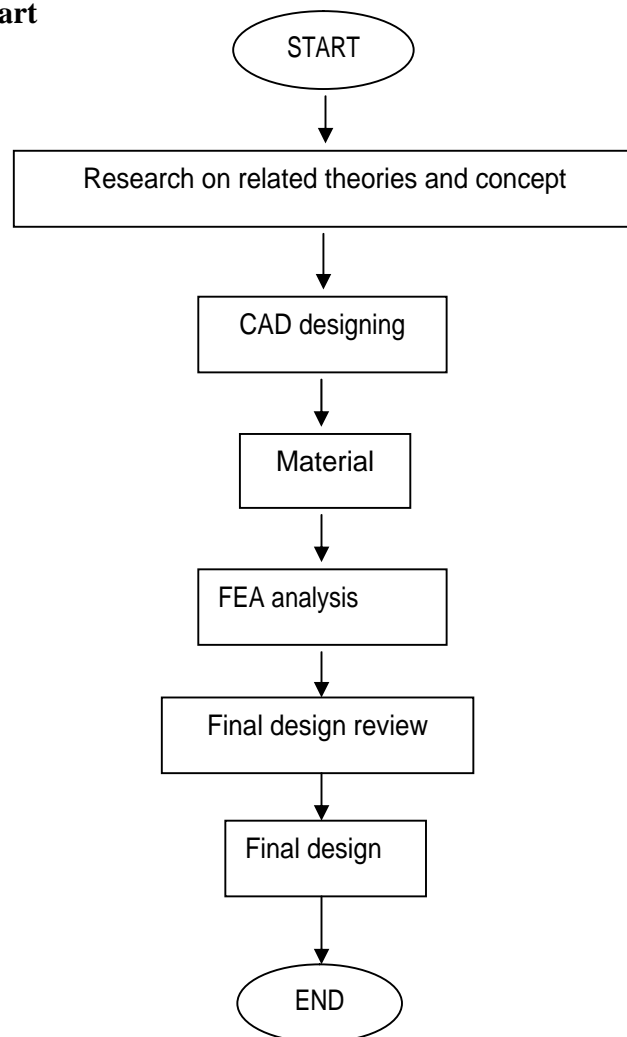 art
START
Research on related theories and concept
CAD designing
Material
FEA analysis
Final design review
Final design
END